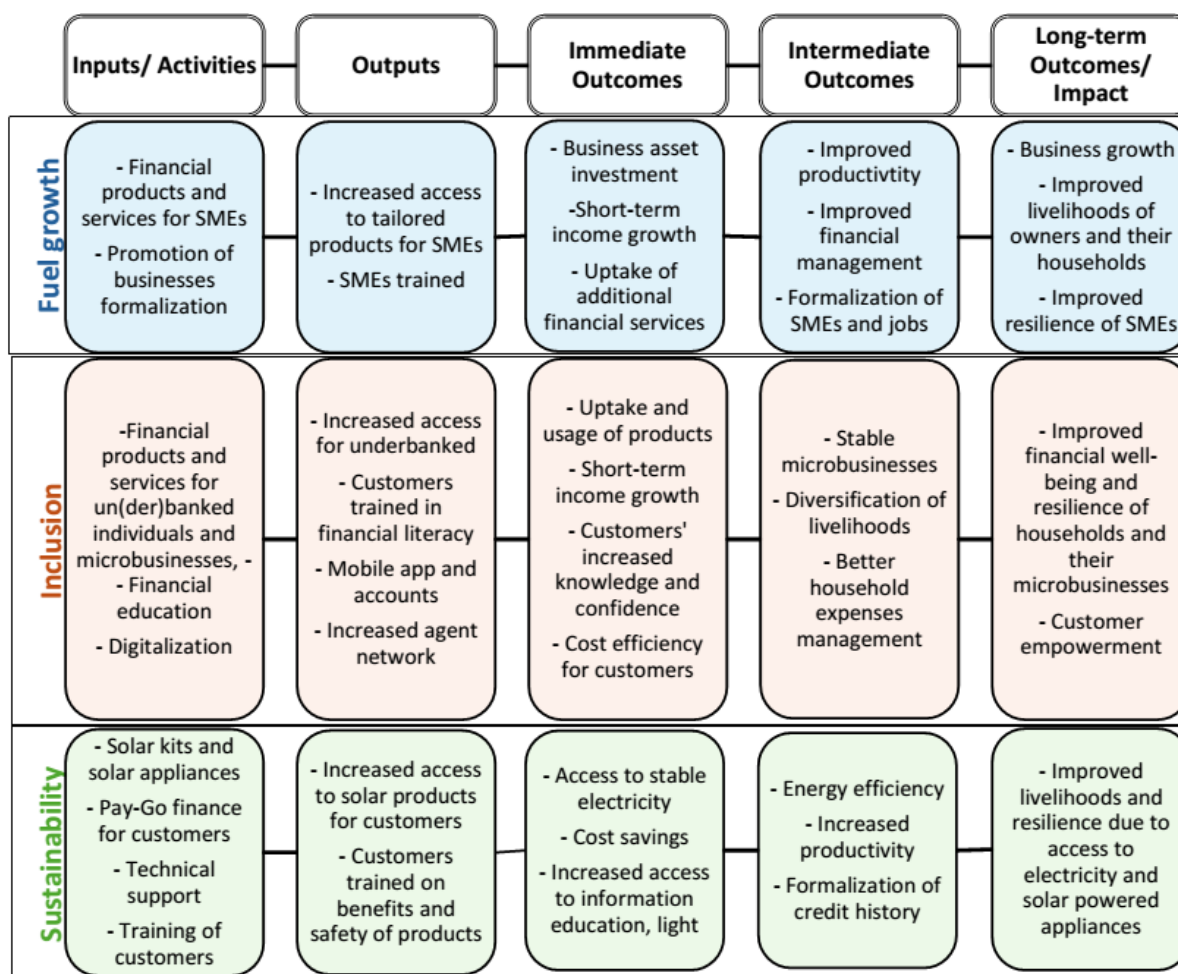 Inputs/ Activities
Outputs
Immediate
Outcomes
Intermediate
Outcomes
Long-term
Outcomes/
Impact
Fuel growth
- Financial
products and
services for SMEs
- Promotion of
businesses
formalization
- Increased access
to tailored
products for SMEs
- SMEs trained
- Business asset
investment
-Short-term
income growth
- Uptake of
additional
financial services
- Improved
productivtity
- Improved
financial
management
- Formalization of
SMEs and jobs
- Business growth
- Improved
livelihoods of
owners and their
households
- Improved
resilience of SMEs
Inclusion
-Financial
products and
services for
un(der)banked
individuals and
microbusinesses, -
- Financial
education
- Digitalization
- Increased access
for underbanked
- Customers
trained in
financial literacy
- Mobile app and
accounts
- Increased agent
network
- Uptake and
usage of products
- Short-term
income growth
- Customers'
increased
knowledge and
confidence
- Cost efficiency
for customers
- Stable
microbusinesses
- Diversification of
livelihoods
- Better
household
expenses
management
- Improved
financial well-
being and
resilience of
households and
their
microbusinesses
- Customer
empowerment
Sustainability
- Solar kits and
solar appliances
- Pay-Go finance
for customers
- Technical
support
- Training of
customers
- Increased access
to solar products
for customers
- Customers
trained on
benefits and
safety of products
- Access to stable
electricity
- Cost savings
- Increased access
to information
education, light
- Energy efficiency
- Increased
productivity
- Formalization of
credit history
- Improved
livelihoods and
resilience due to
access to
electricity and
solar powered
appliances